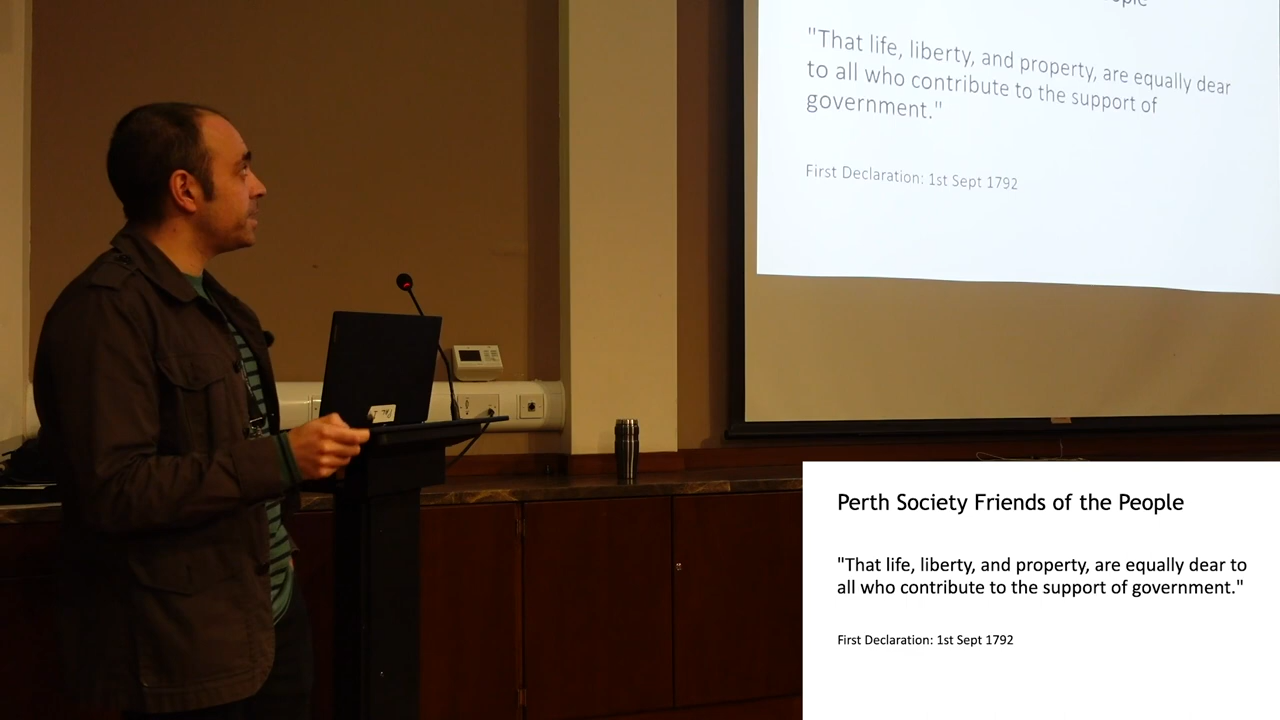 "That life, liberty, and property, are equally dear
to all who contribute to the support of
government."
First Declaration: 1st Sept 1792
Perth Society Friends of the People
"That life, liberty, and property, are equally dear to
all who contribute to the support of government."
First Declaration: 1st Sept 1792